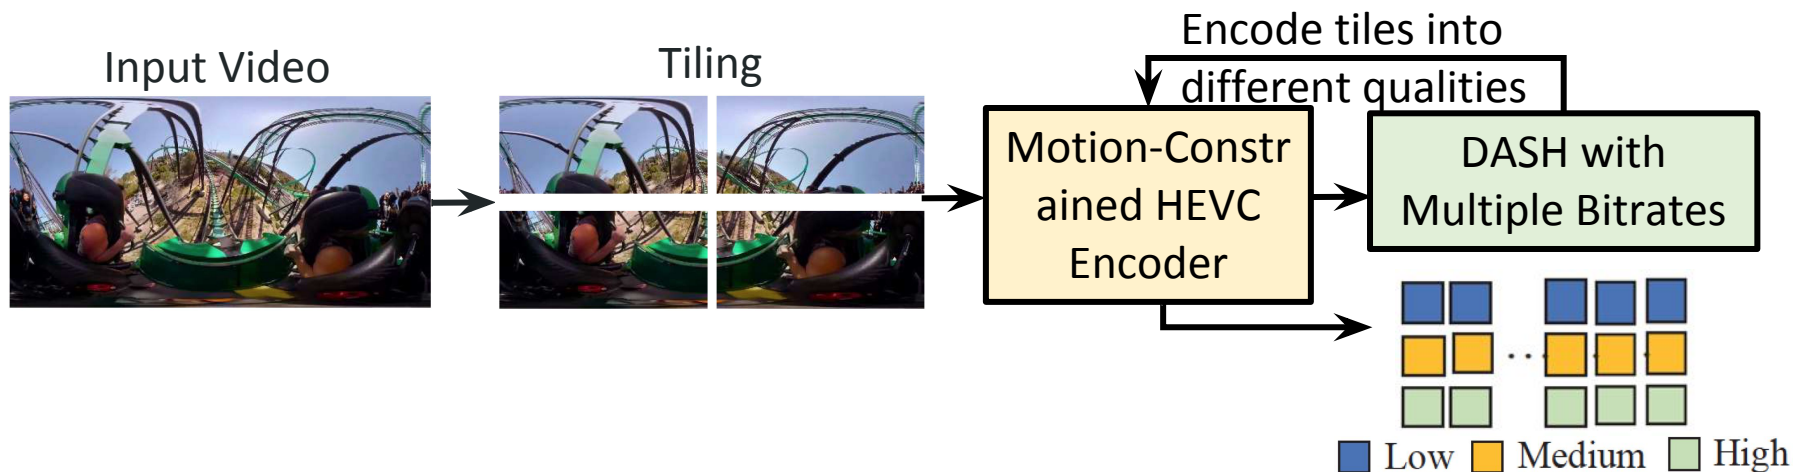 Input Video
Tiling
Encode tiles into
different qualities
Motion-Constr
ained HEVC
Encoder
DASH with
Multiple Bitrates
...
Low Medium High